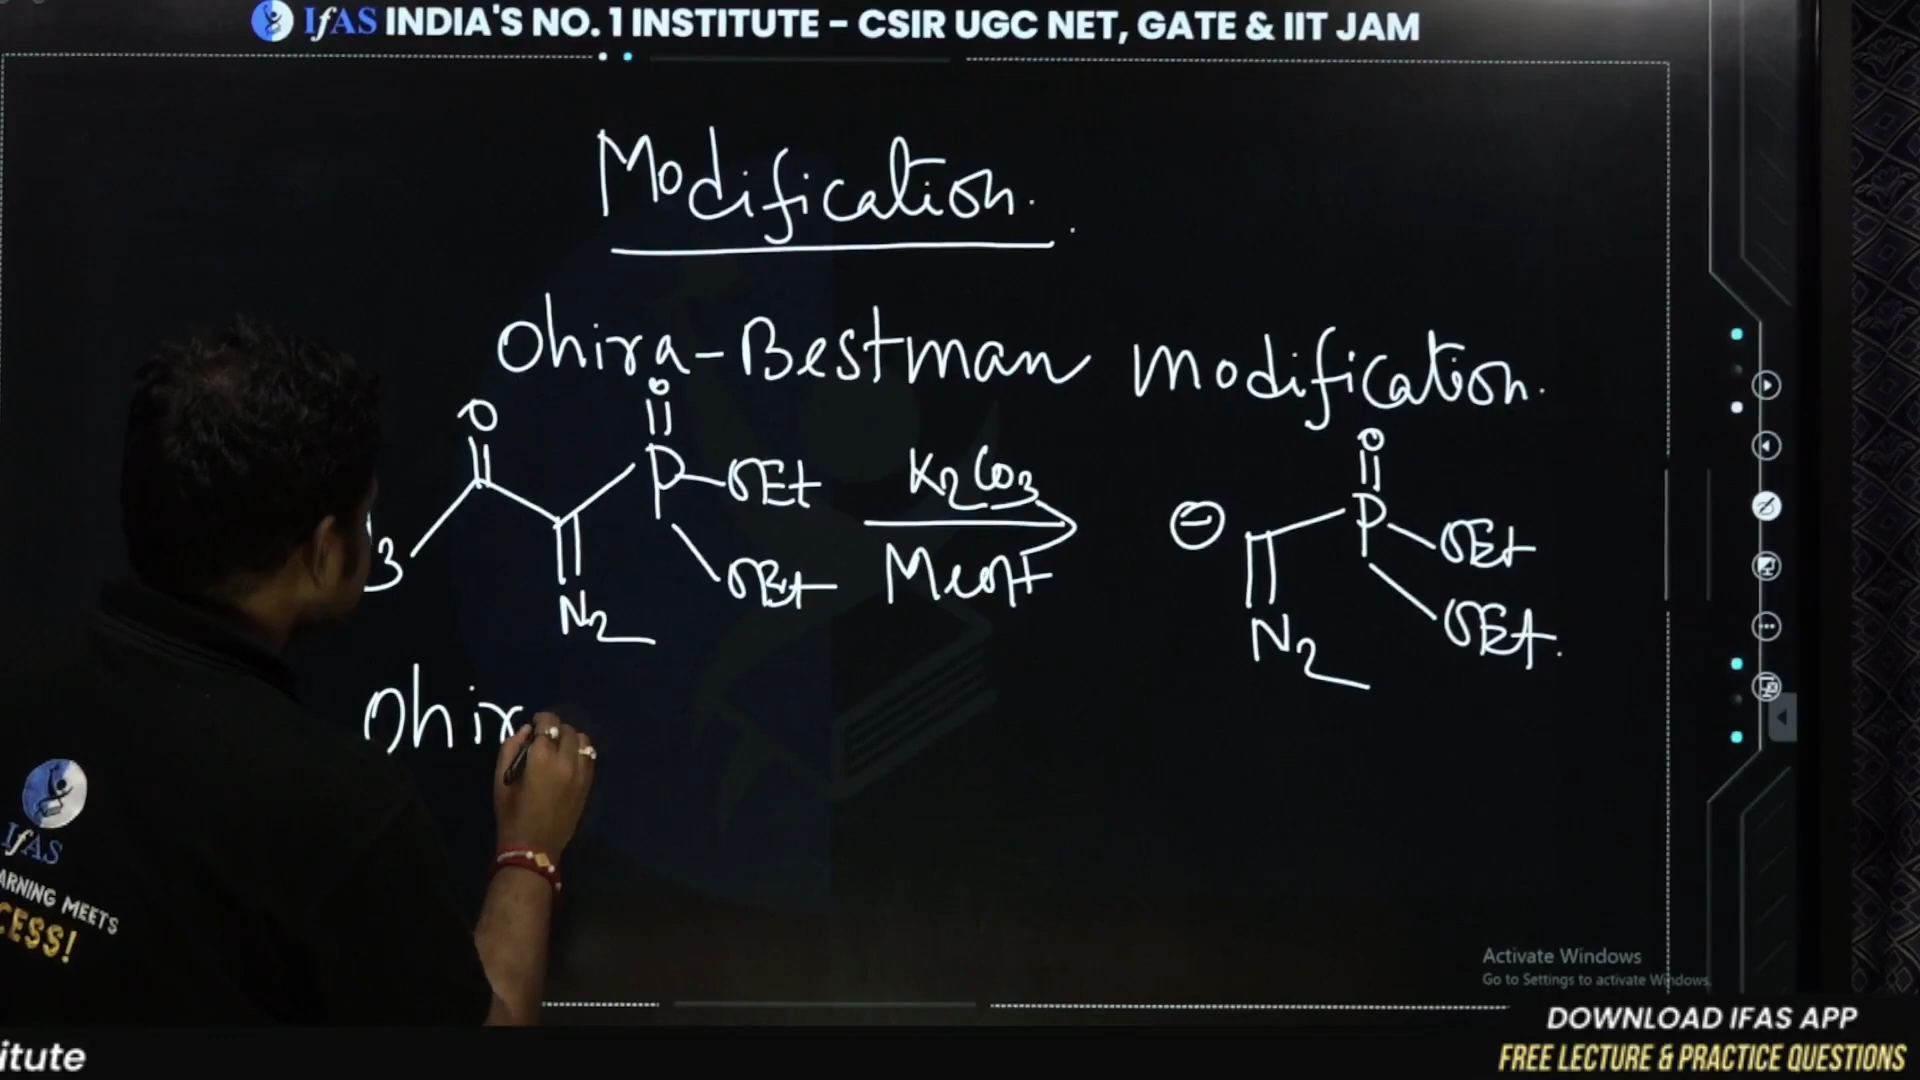 IfAS INDIA'S NO. 1 INSTITUTE - CSIR UGC NET, GATE & IIT JAM
Modification.
Ohira-Bestman modification.
O O O
P-OEt K2CO3 P OEt
3 OEt MeOH ⊖ OEt.
N2 N2
Ohir
IfAS
ARNING MEETS
CESS!
Activate Windows
Go to Settings to activate Windows.
DOWNLOAD IFAS APP
itute
FREE LECTURE & PRACTICE QUESTIONS